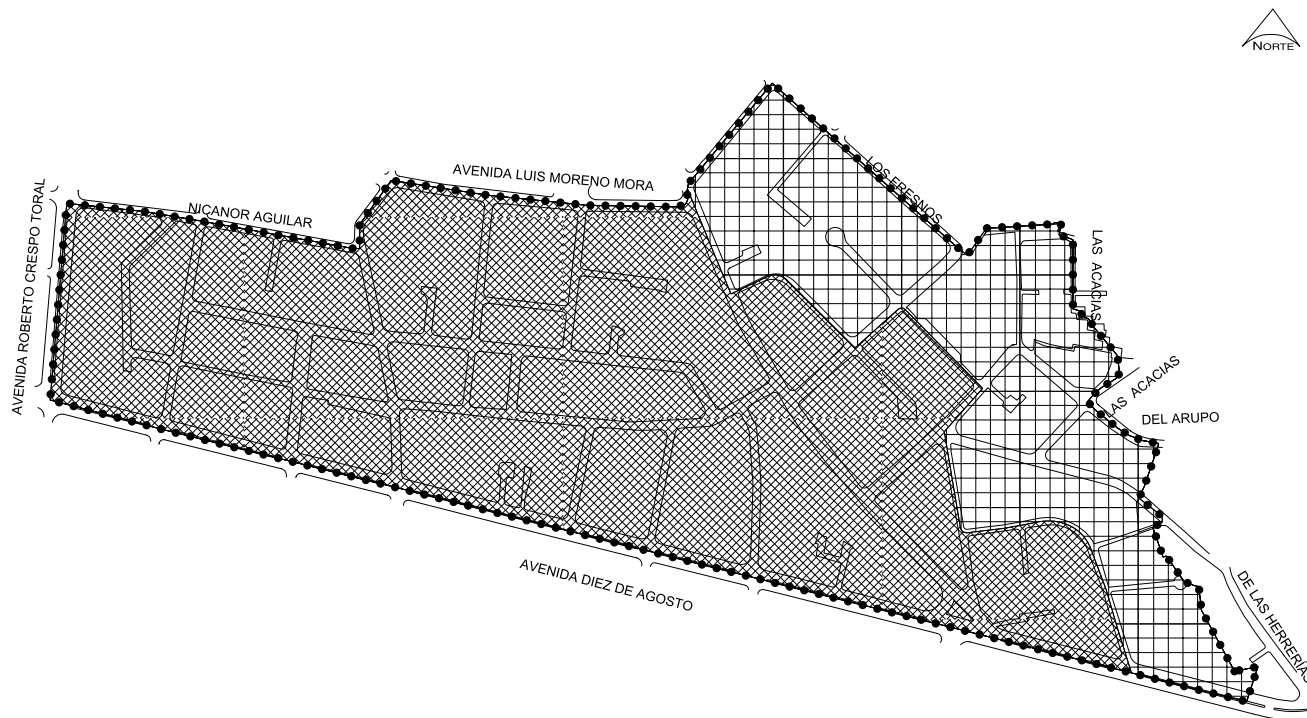 NORTE
AVENIDA LUIS MORENO MORA
LOS FRESNOS
NICANOR AGUILAR
AVENIDA ROBERTO CRESPO TORAL
LAS ACACIAS
LAS ACACIAS
DEL ARUPO
AVENIDA DIEZ DE AGOSTO
DE LAS HERRERÍAS